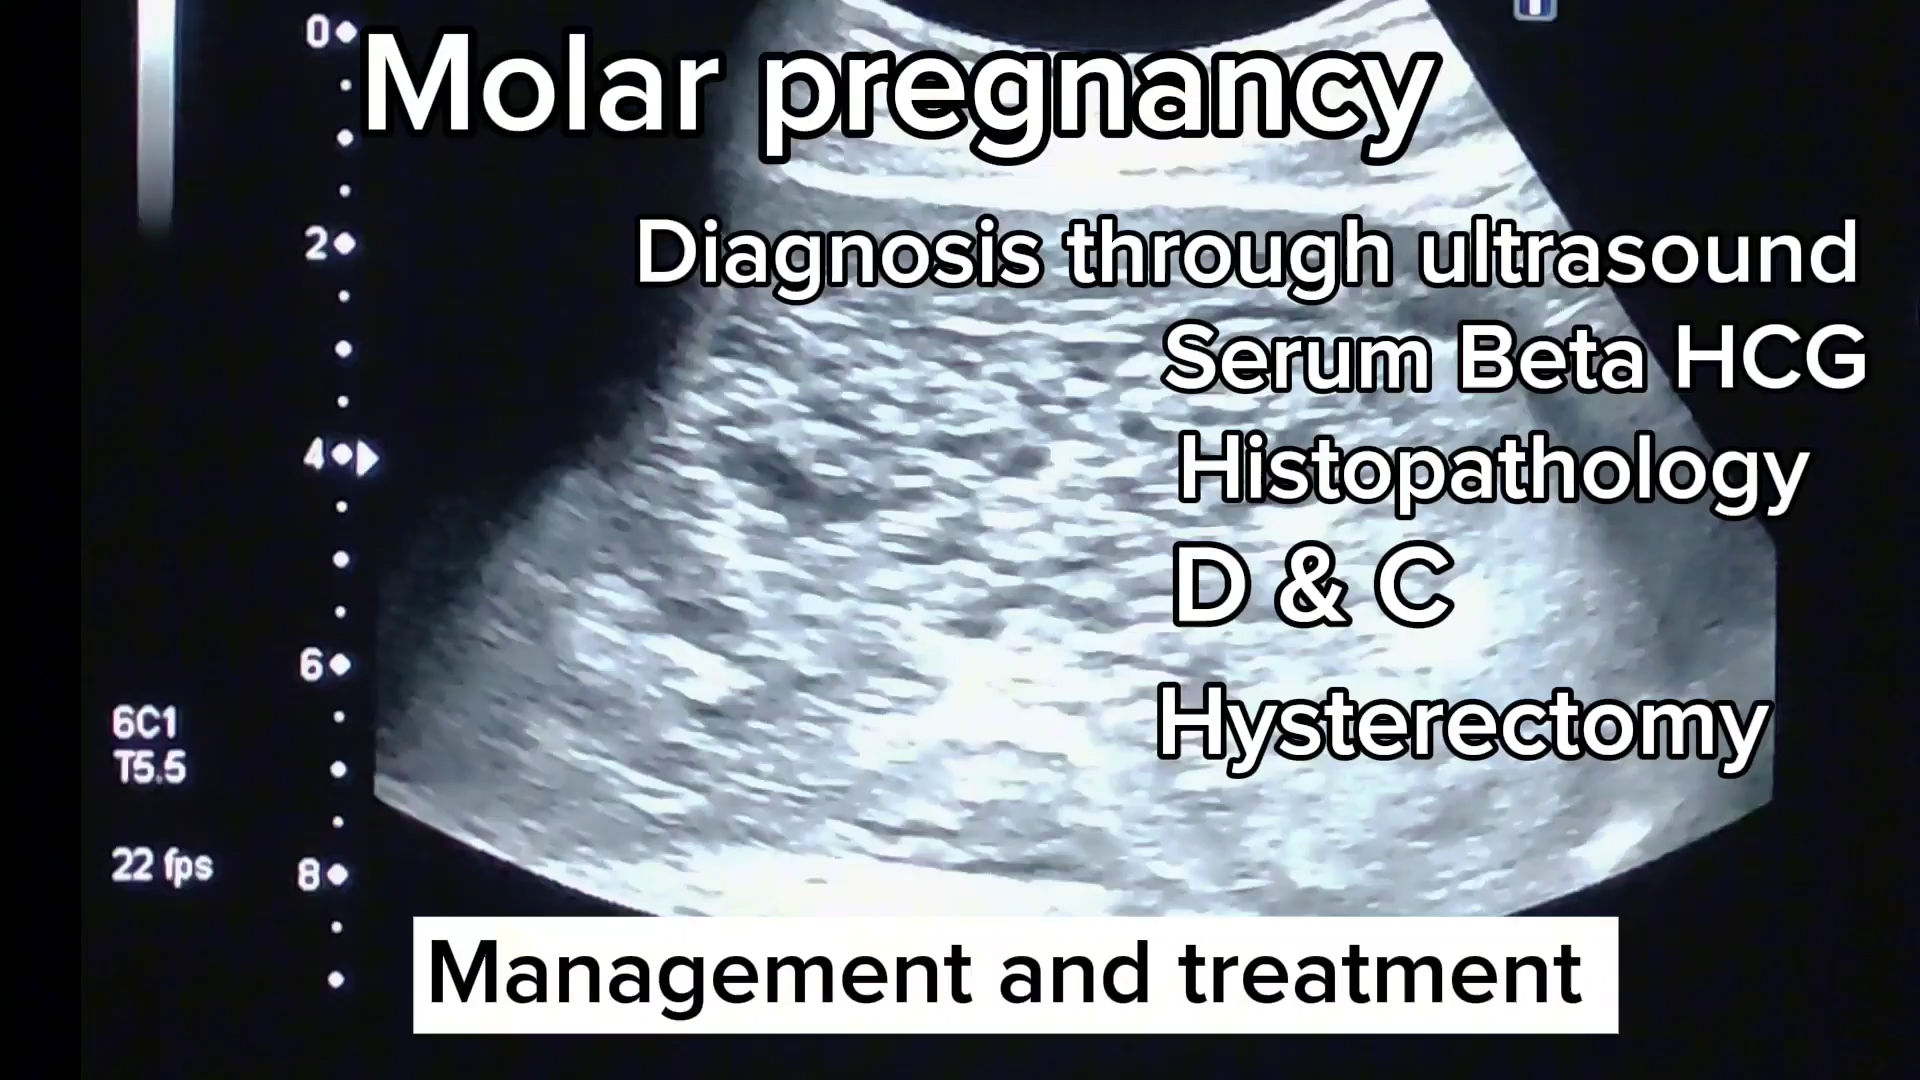 0
Molar pregnancy
2
Diagnosis through ultrasound
Serum Beta HCG
4
Histopathology
D & C
6
6C1
Hysterectomy
T5.5
22 fps
8
Management and treatment